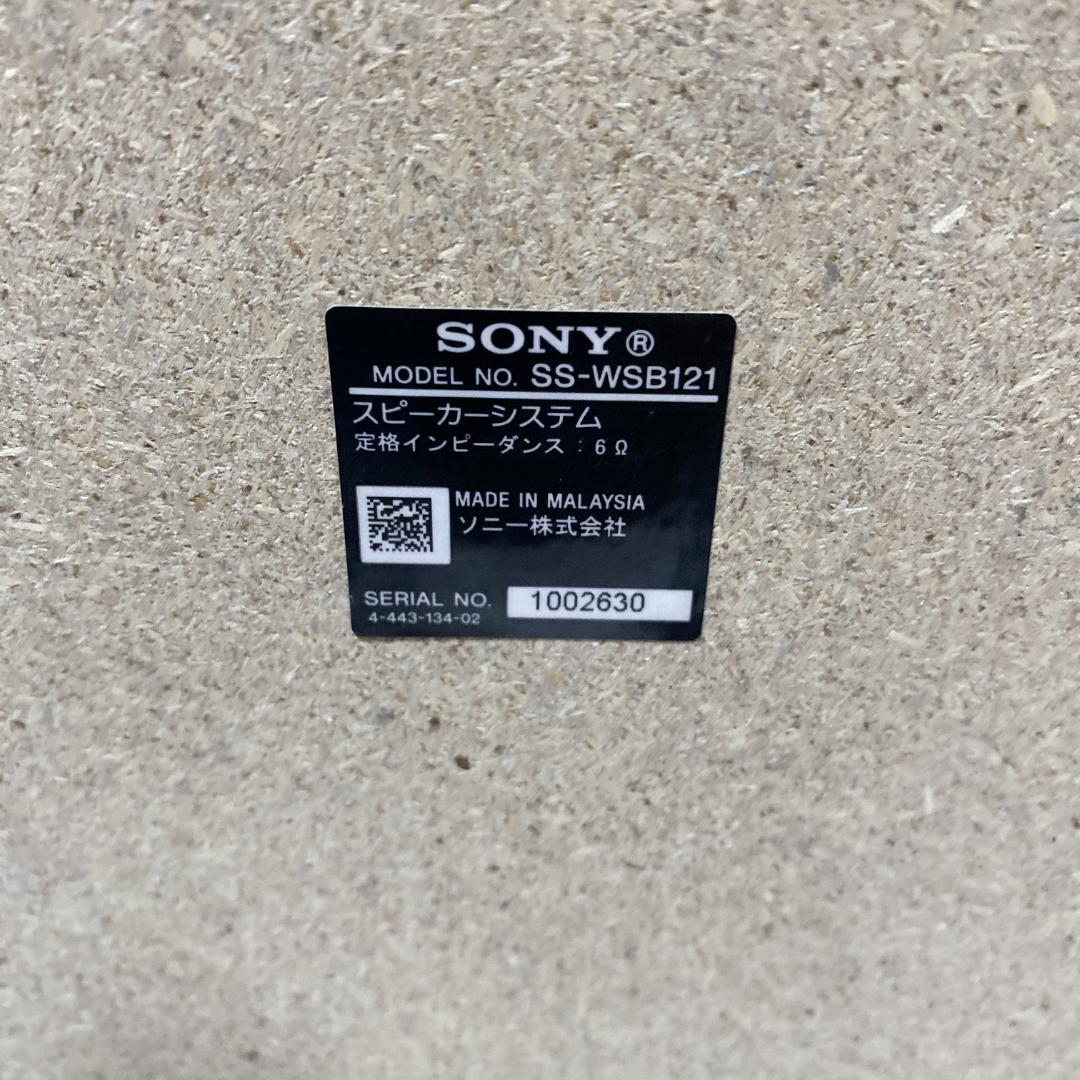 SONY®
MODEL NO. SS-WSB121
スピーカーシステム
定格インピーダンス : 6 Ω
MADE IN MALAYSIA
ソニー株式会社
SERIAL NO. 1002630
4-443-134-02